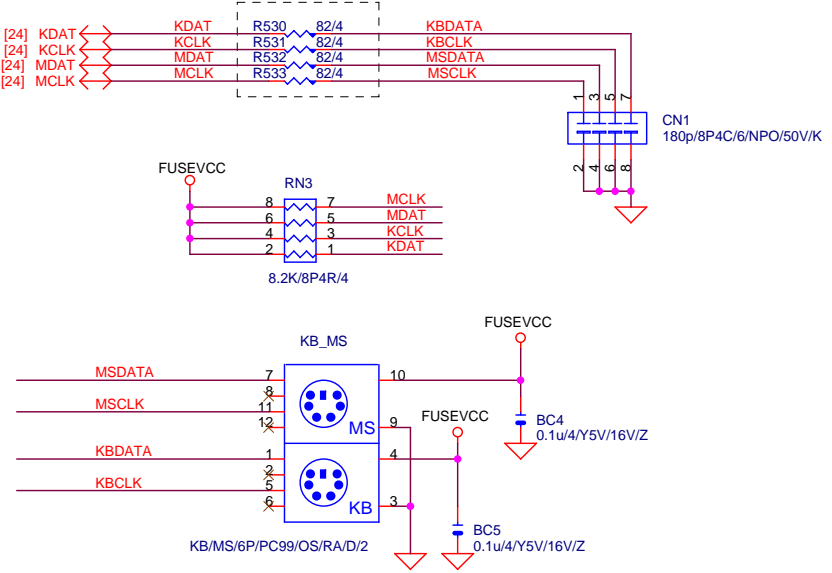 [24] KDAT KDAT R530 82/4 KBDATA
[24] KCLK KCLK R531 82/4 KBCLK
[24] MDAT MDAT R532 82/4 MSDATA
[24] MCLK MCLK R533 82/4 MSCLK
1 3 5 7
CN1
180p/8P4C/6/NPO/50V/K
2 4 6 8
FUSEVCC
RN3
8 7 MCLK
6 5 MDAT
4 3 KCLK
2 1 KDAT
8.2K/8P4R/4
FUSEVCC
KB_MS
MSDATA 7 10
8
MSCLK 11
12 MS 9
FUSEVCC
BC4
0.1u/4/Y5V/16V/Z
KBDATA 1 4
2
KBCLK 5
6 KB 3
BC5
0.1u/4/Y5V/16V/Z
KB/MS/6P/PC99/OS/RA/D/2